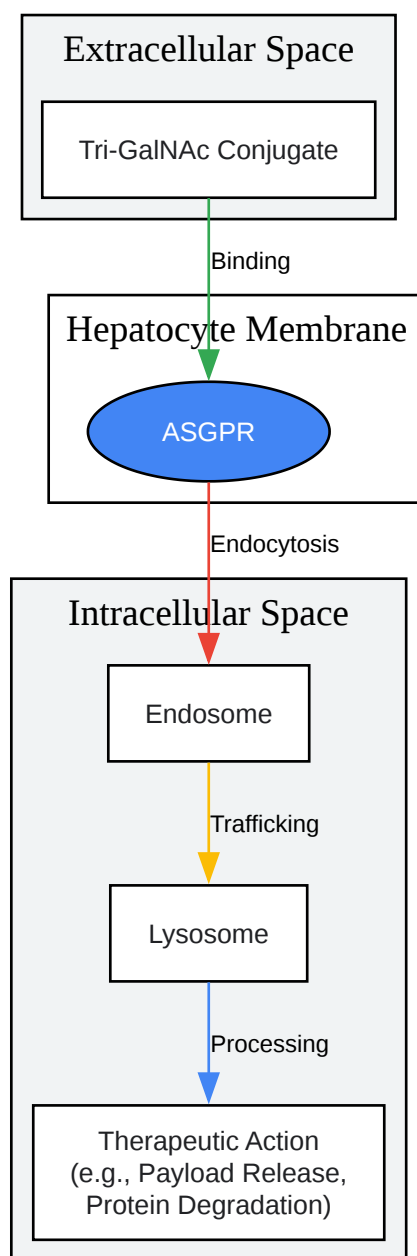 Extracellular Space
Tri-GalNAc Conjugate
Binding
Hepatocyte Membrane
ASGPR
Endocytosis
Intracellular Space
Endosome
Trafficking
Lysosome
Processing
Therapeutic Action
(e.g., Payload Release,
Protein Degradation)